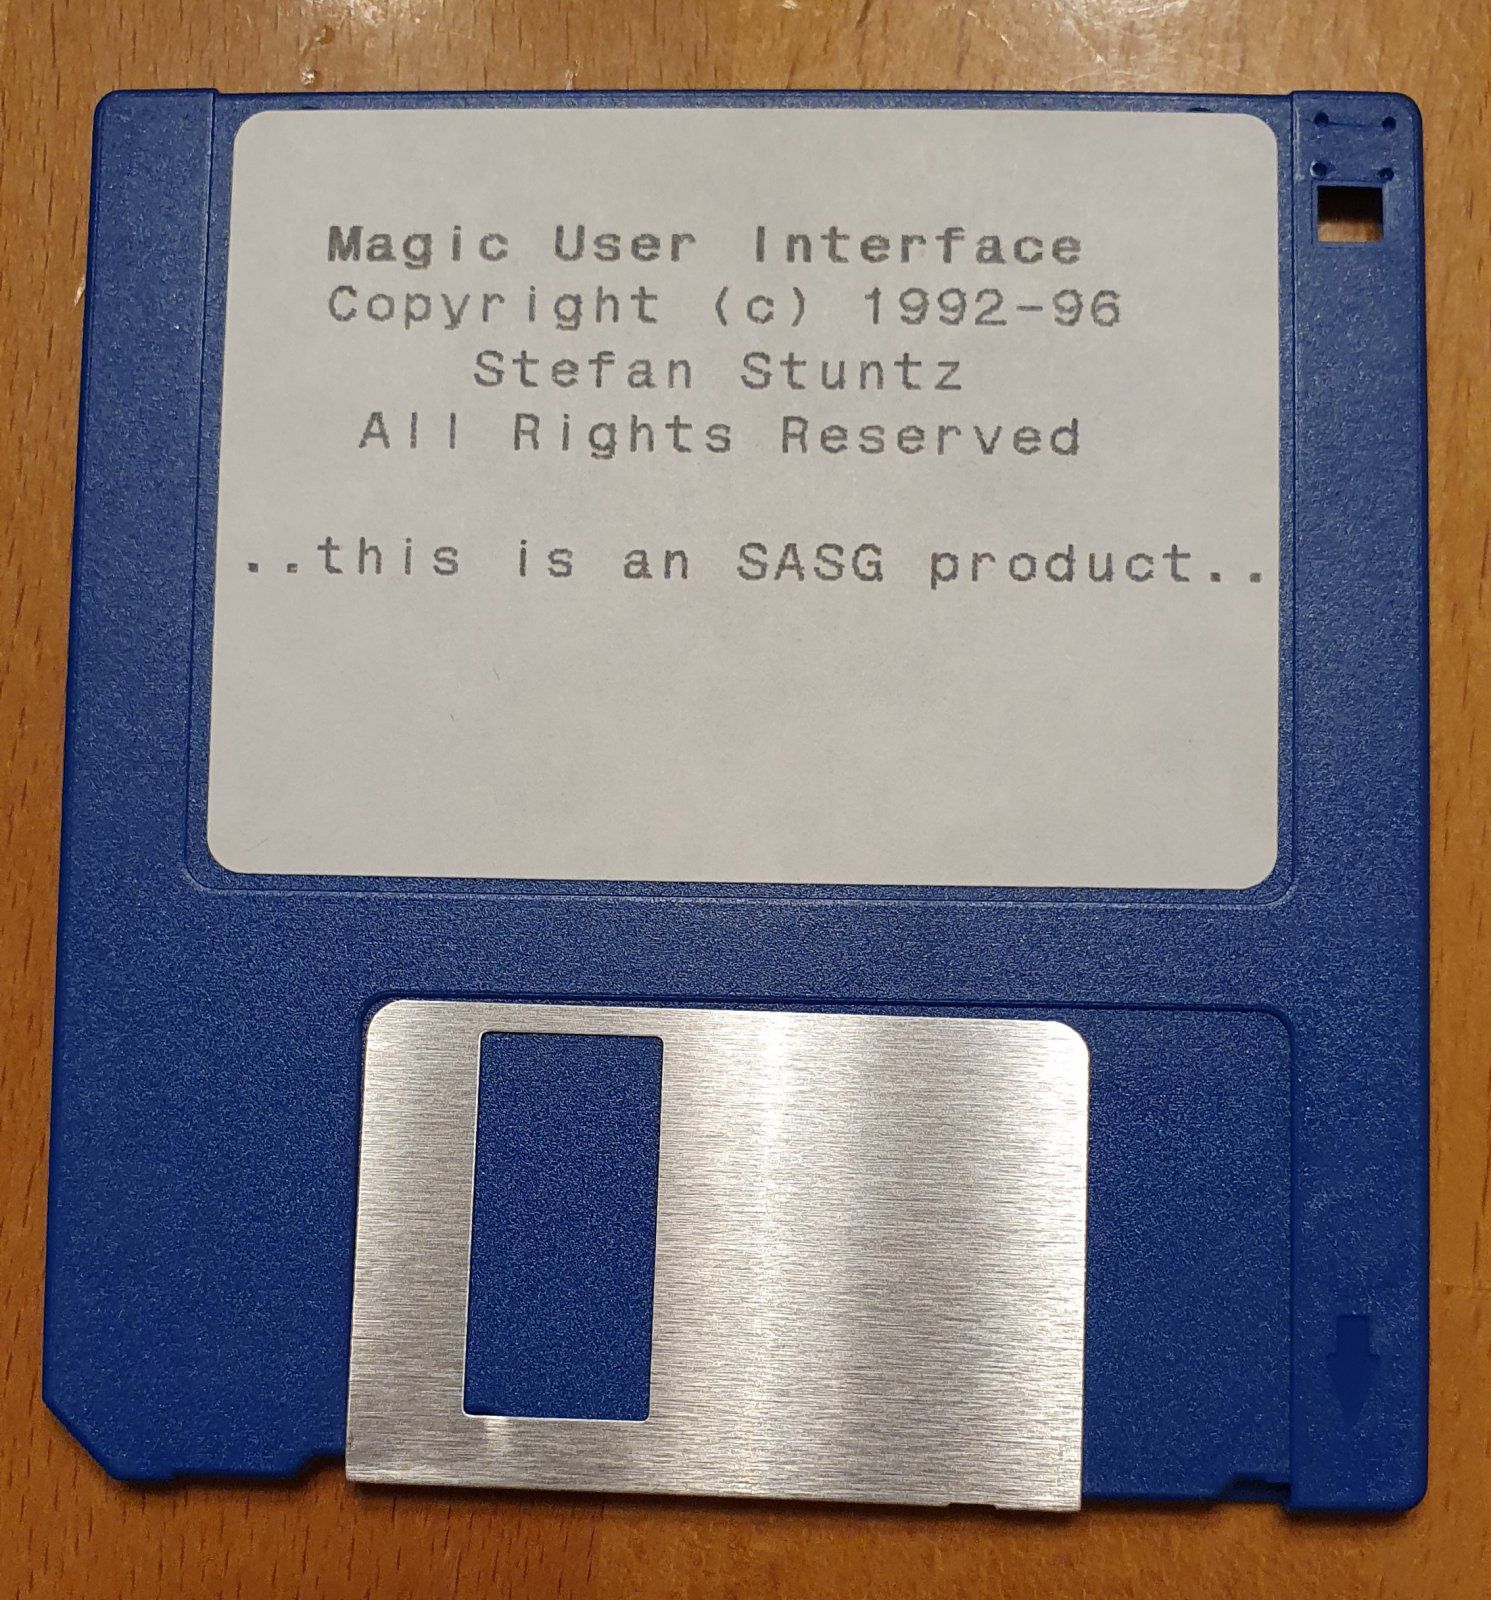 Magic User Interface
Copyright (c) 1992-96
Stefan Stuntz
All Rights Reserved
..this is an SASG product..